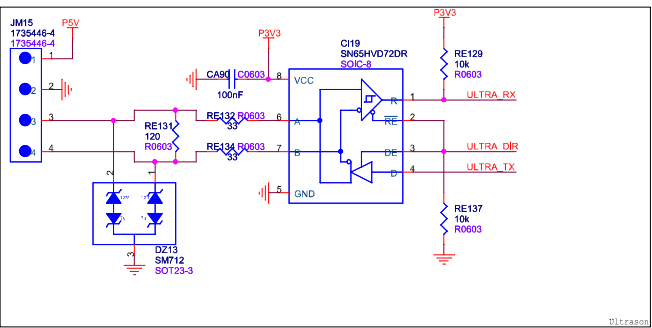 JM15
1735446-4
1735446-4
P5V
1
2
3
4
1
2
3
4
RE131
120
R0603
RE132 R0603
33
RE134 R0603
33
P3V3
CA90 C0603
100nF
CI19
SN65HVD72DR
SOIC-8
8 VCC
6 A
7 B
5 GND
R 1
RE 2
DE 3
D 4
P3V3
RE129
10k
R0603
ULTRA_RX
ULTRA_DIR
ULTRA_TX
RE137
10k
R0603
2
1
3
DZ13
SM712
SOT23-3
Ultrason